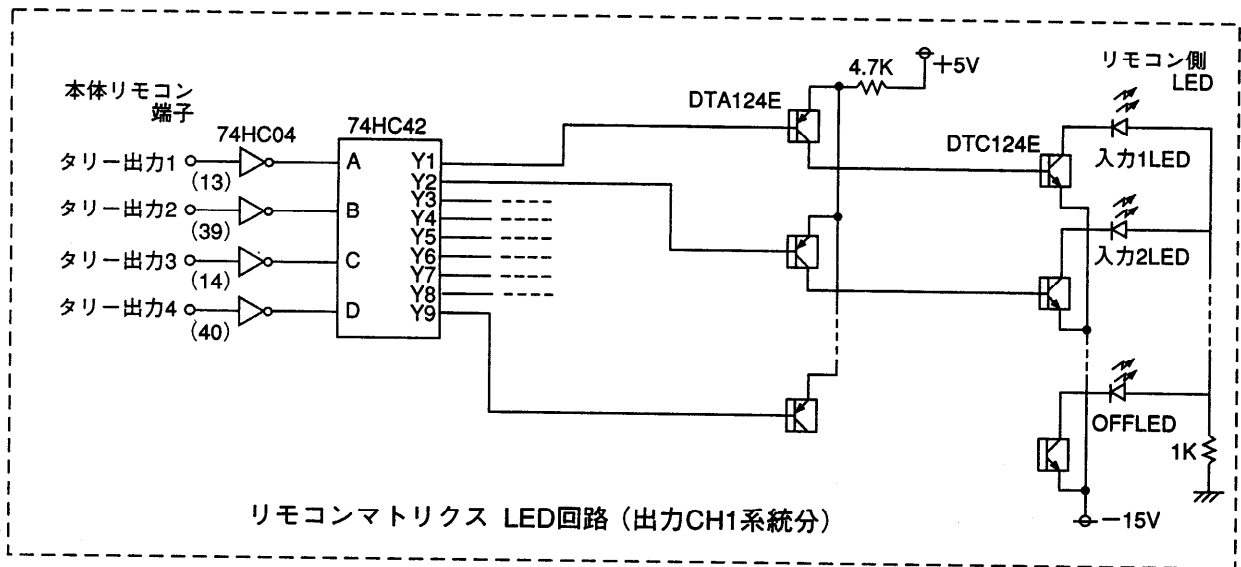 本体リモコン
端子
74HC04
74HC42
タリー出力1
(13)
タリー出力2
(39)
タリー出力3
(14)
タリー出力4
(40)
A
B
C
D
Y1
Y2
Y3
Y4
Y5
Y6
Y7
Y8
Y9
DTA124E
4.7K
+5V
DTC124E
リモコン側
LED
入力1LED
入力2LED
OFFLED
1K
−15V
リモコンマトリクス LED回路（出力CH1系統分）